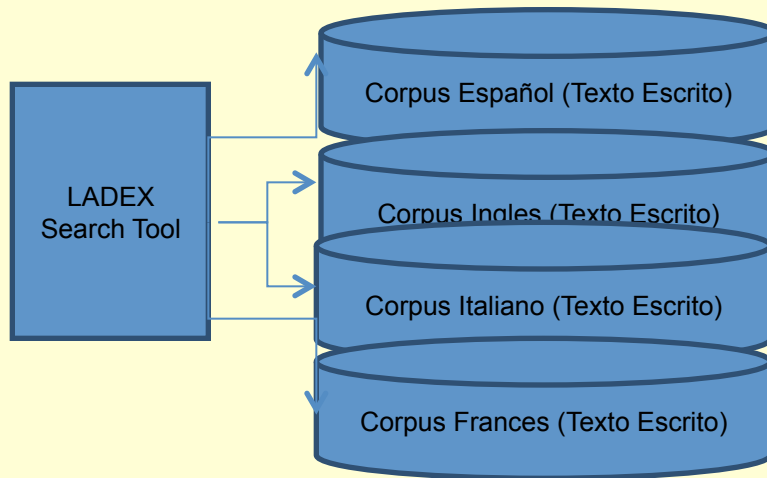 LADEX
Search Tool
Corpus Español (Texto Escrito)
Corpus Ingles (Texto Escrito)
Corpus Italiano (Texto Escrito)
Corpus Frances (Texto Escrito)